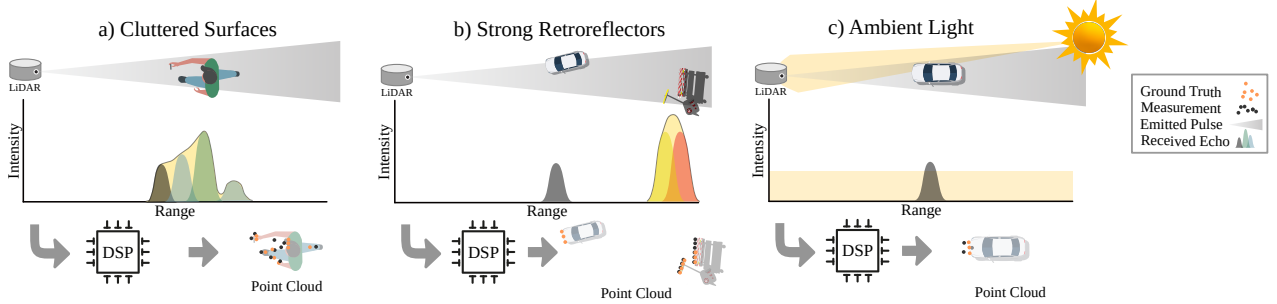 a) Cluttered Surfaces
LiDAR
Intensity
Range
DSP
Point Cloud
b) Strong Retroreflectors
LiDAR
Intensity
Range
DSP
Point Cloud
c) Ambient Light
LiDAR
Intensity
Range
DSP
Point Cloud
Ground Truth
Measurement
Emitted Pulse
Received Echo